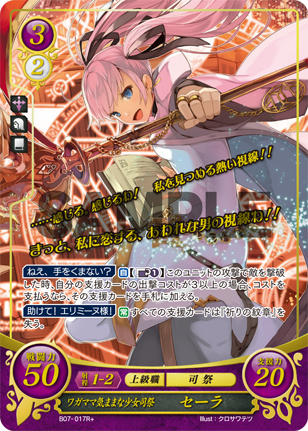 3
2
……感じる、感じるわ！　私を見つめる熱い視線！！
きっと、私に恋する、あわれな男の視線ね！！
SAMPLE
ねえ、手をくまない？ 自【1】このユニットの攻撃で敵を撃破
した時、自分の支援カードの出撃コストが3以上の場合、コストを
支払うなら、その支援カードを手札に加える。
助けて！エリミーヌ様！ 常 すべての支援カードは『祈りの紋章』を
失う。
戦闘力
50
射程 1-2 上級職 司祭
支援力
20
ワガママ気ままな少女司祭 セーラ
B07-017R+
Illust：クロサワテツ